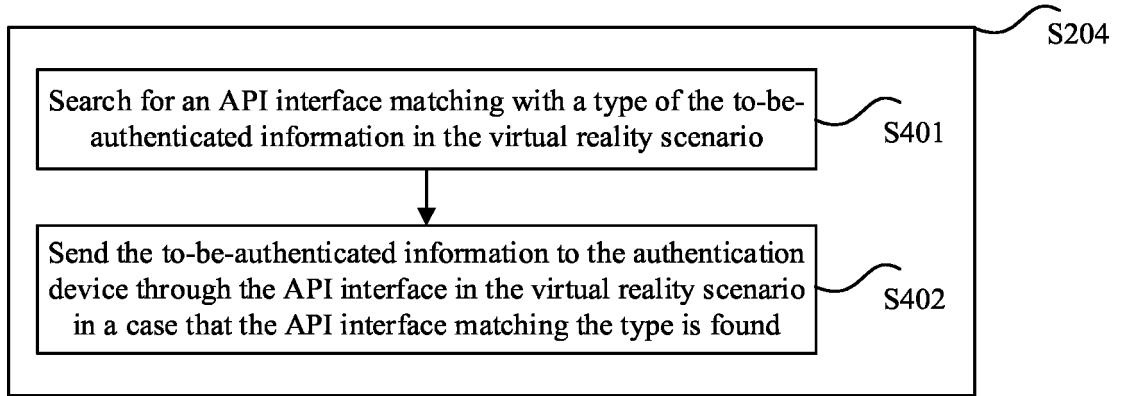 S204
Search for an API interface matching with a type of the to-be-
authenticated information in the virtual reality scenario
S401
Send the to-be-authenticated information to the authentication
device through the API interface in the virtual reality scenario
in a case that the API interface matching the type is found
S402